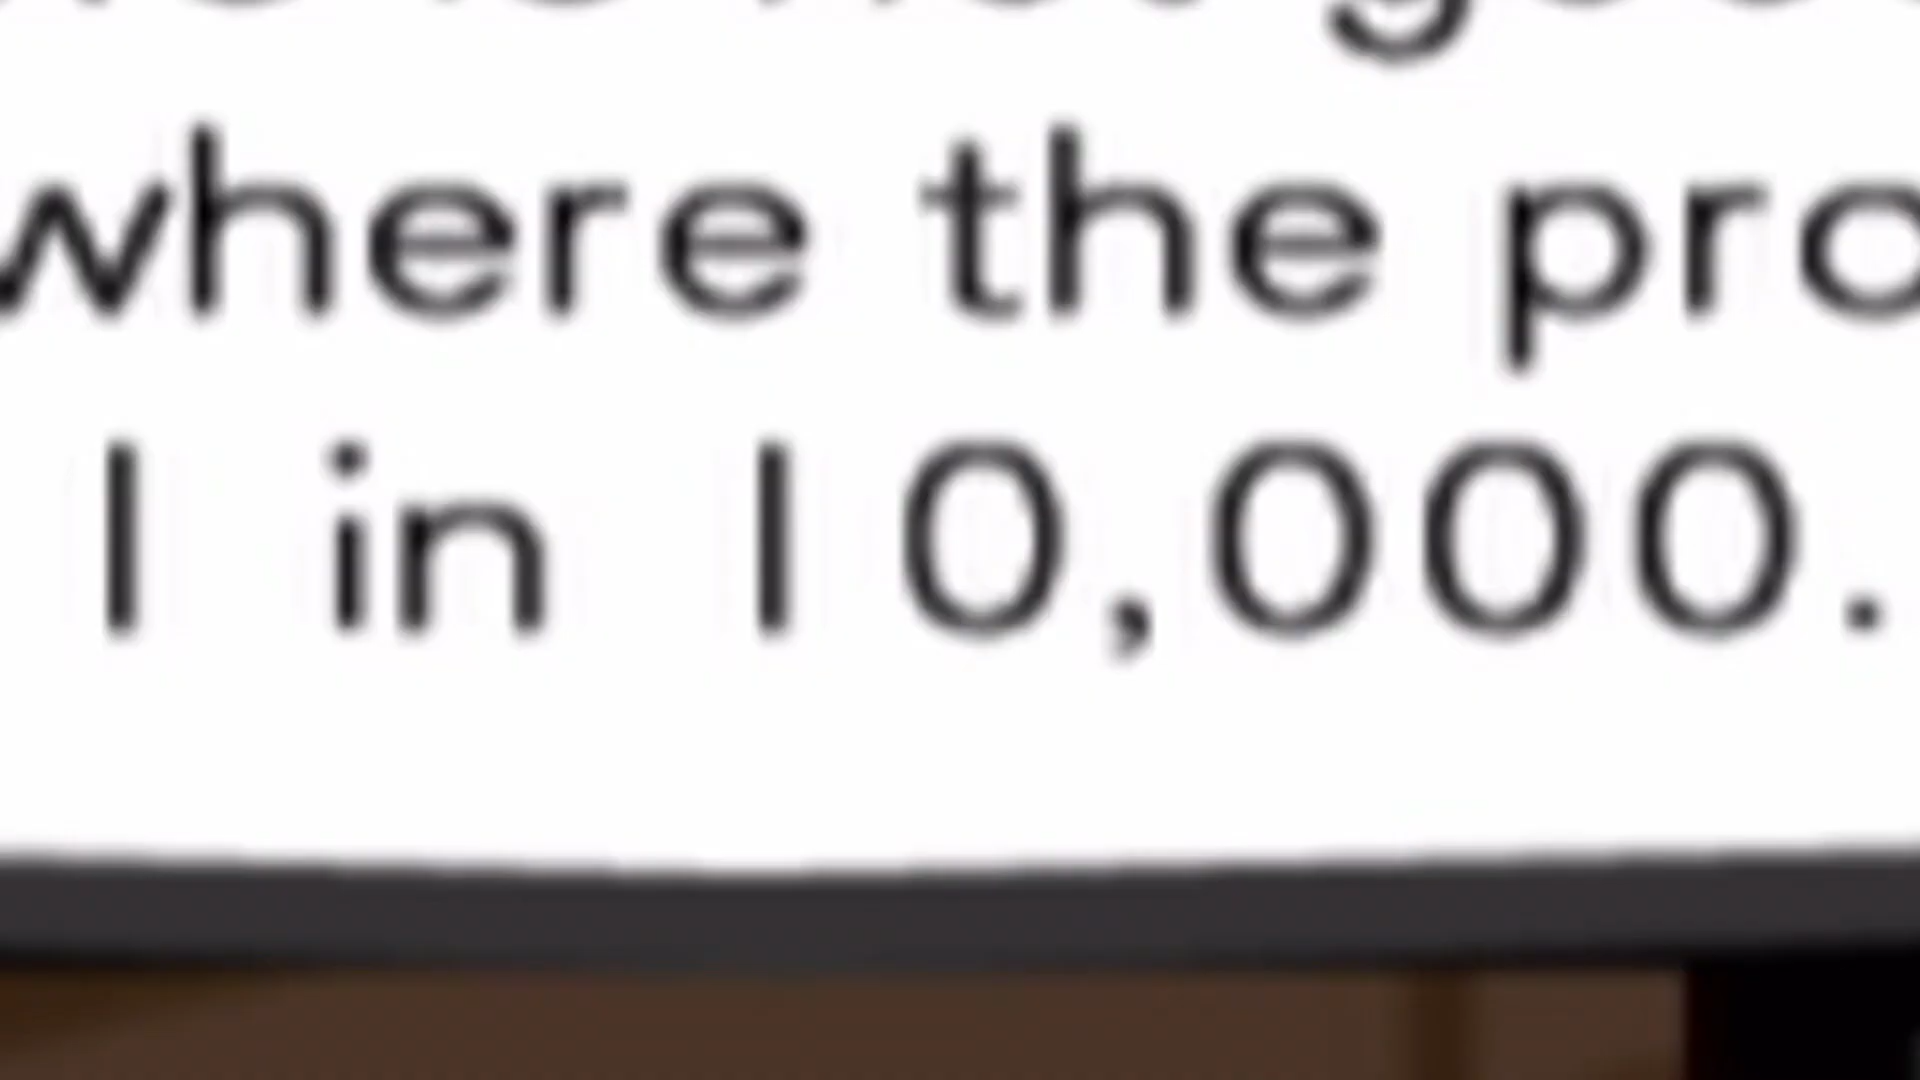 where the pro
1 in 10,000.